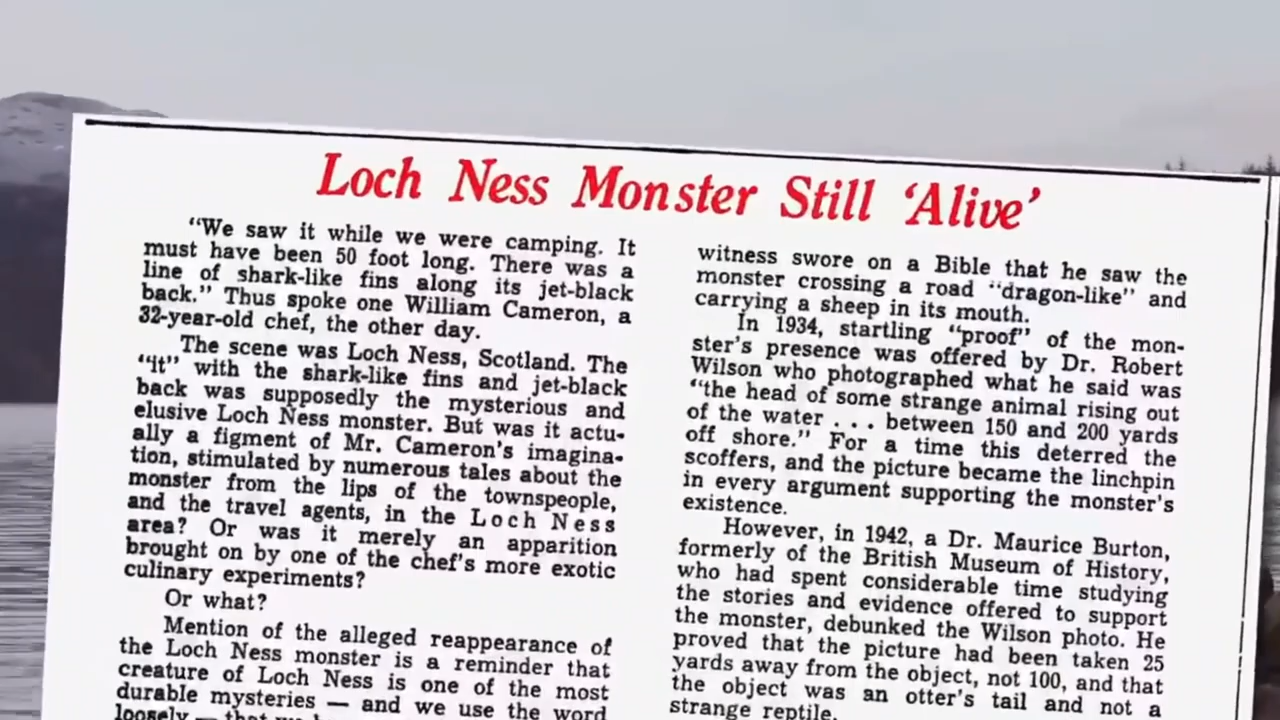 Loch Ness Monster Still ‘Alive’
“We saw it while we were camping. It
must have been 50 foot long. There was a
line of shark-like fins along its jet-black
back.” Thus spoke one William Cameron, a
32-year-old chef, the other day.
The scene was Loch Ness, Scotland. The
“it” with the shark-like fins and jet-black
back was supposedly the mysterious and
elusive Loch Ness monster. But was it actu-
ally a figment of Mr. Cameron’s imagina-
tion, stimulated by numerous tales about the
monster from the lips of the townspeople,
and the travel agents, in the Loch Ness
area? Or was it merely an apparition
brought on by one of the chef’s more exotic
culinary experiments?
Or what?
Mention of the alleged reappearance of
the Loch Ness monster is a reminder that
creature of Loch Ness is one of the most
durable mysteries — and we use the word
loosely — that we
witness swore on a Bible that he saw the
monster crossing a road “dragon-like” and
carrying a sheep in its mouth.
In 1934, startling “proof” of the mon-
ster’s presence was offered by Dr. Robert
Wilson who photographed what he said was
“the head of some strange animal rising out
of the water . . . between 150 and 200 yards
off shore.” For a time this deterred the
scoffers, and the picture became the linchpin
in every argument supporting the monster’s
existence.
However, in 1942, a Dr. Maurice Burton,
formerly of the British Museum of History,
who had spent considerable time studying
the stories and evidence offered to support
the monster, debunked the Wilson photo. He
proved that the picture had been taken 25
yards away from the object, not 100, and that
the object was an otter’s tail and not a
strange reptile.